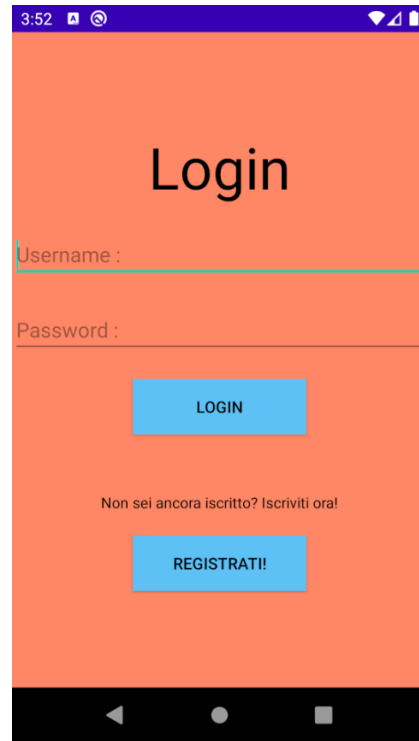 3:52
Login
Username :
Password :
LOGIN
Non sei ancora iscritto? Iscriviti ora!
REGISTRATI!